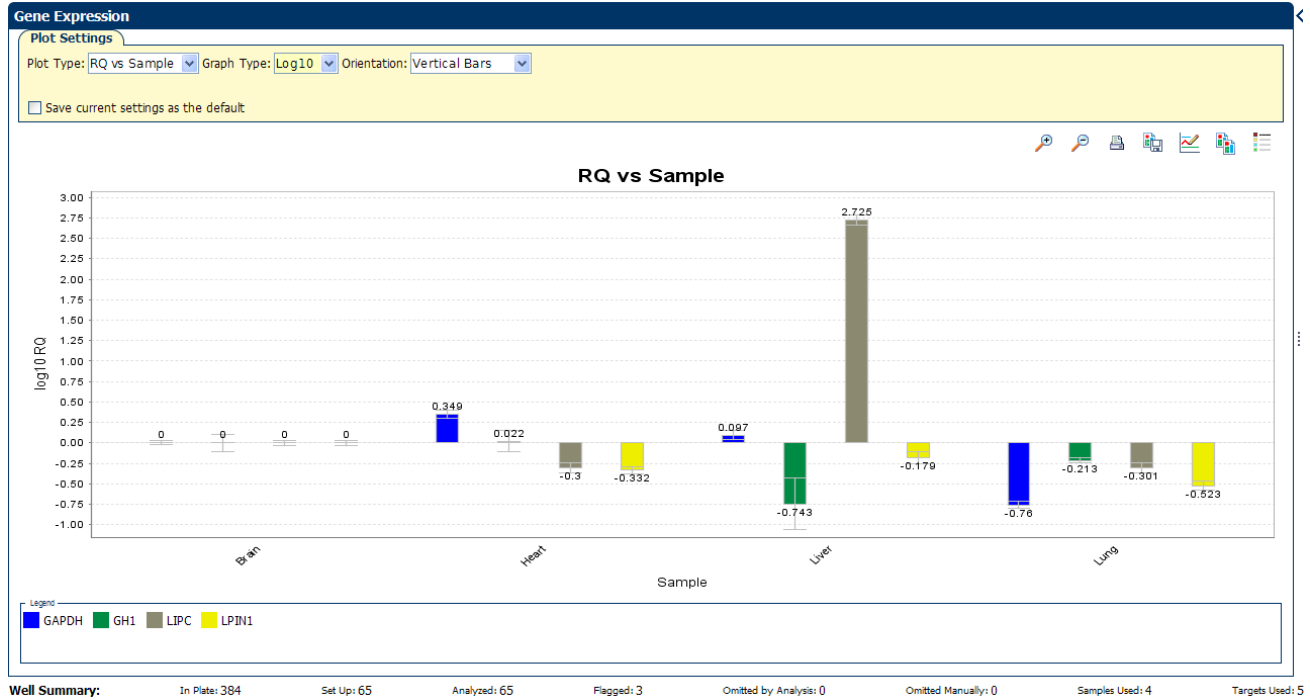 Gene Expression
Plot Settings
Plot Type: RQ vs Sample Graph Type: Log10 Orientation: Vertical Bars
Save current settings as the default
RQ vs Sample
3.00
2.75
2.50
2.25
2.00
1.75
1.50
1.25
1.00
0.75
0.50
0.25
0.00
-0.25
-0.50
-0.75
-1.00
log10 RQ
0 0 0 0
0.349 0.022 -0.3 -0.332
0.097 -0.743 2.725 -0.179
-0.76 -0.213 -0.301 -0.523
Brain Heart Liver Lung
Sample
Legend
GAPDH GH1 LIPC LPIN1
Well Summary: In Plate: 384 Set Up: 65 Analyzed: 65 Flagged: 3 Omitted by Analysis: 0 Omitted Manually: 0 Samples Used: 4 Targets Used: 5